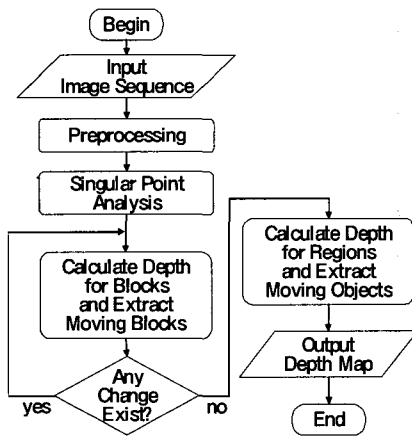 Begin
Input
Image Sequence
Preprocessing
Singular Point
Analysis
Calculate Depth
for Blocks
and Extract
Moving Blocks
Any
Change
Exist?
yes
no
Calculate Depth
for Regions
and Extract
Moving Objects
Output
Depth Map
End